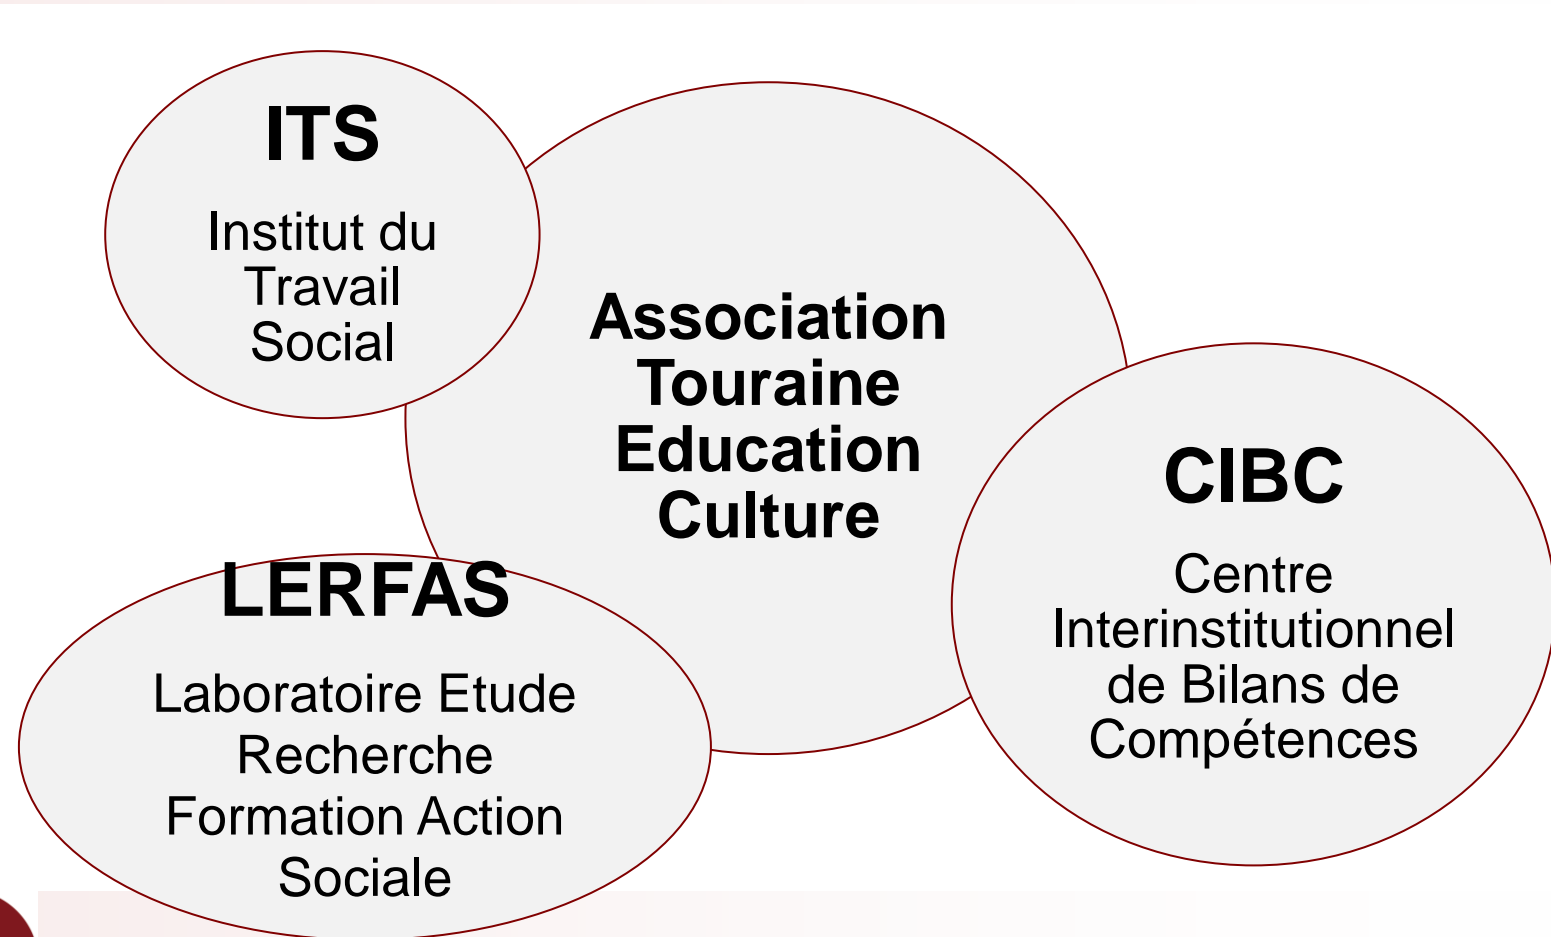 ITS
Institut du
Travail
Social
Association
Touraine
Education
Culture
CIBC
Centre
Interinstitutionnel
de Bilans de
Compétences
LERFAS
Laboratoire Etude
Recherche
Formation Action
Sociale